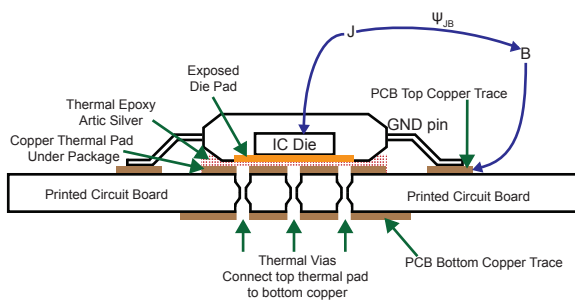 Ψ_JB
J
B
Exposed
Die Pad
PCB Top Copper Trace
Thermal Epoxy
Artic Silver
GND pin
Copper Thermal Pad
Under Package
IC Die
Printed Circuit Board
Printed Circuit Board
Thermal Vias
Connect top thermal pad
to bottom copper
PCB Bottom Copper Trace